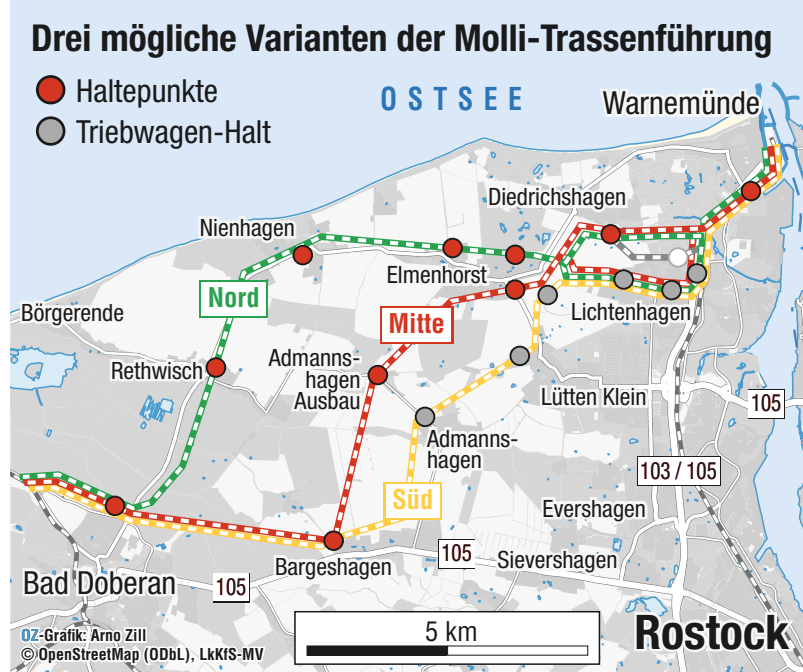 Drei mögliche Varianten der Molli-Trassenführung
Haltepunkte
OSTSEE
Warnemünde
Triebwagen-Halt
Diedrichshagen
Nienhagen
Elmenhorst
Nord
Börgerende
Mitte
Lichtenhagen
Rethwisch
Admanns-
hagen
Ausbau
Lütten Klein
105
Admanns-
hagen
103 / 105
Süd
Evershagen
105
Sievershagen
Bargeshagen
Bad Doberan
105
5 km
Rostock
OZ-Grafik: Arno Zill
© OpenStreetMap (ODbL), LkKfS-MV